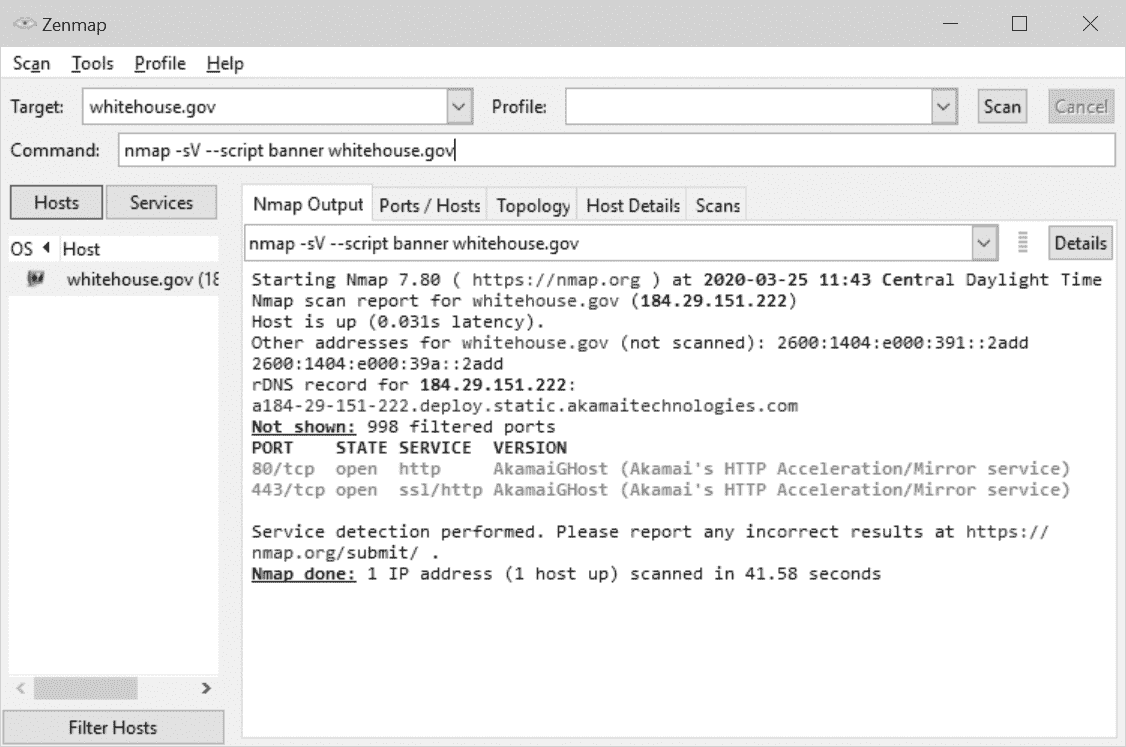 Zenmap
Scan Tools Profile Help
Target: whitehouse.gov Profile: Scan Cancel
Command: nmap -sV --script banner whitehouse.gov
Hosts Services
Nmap Output Ports / Hosts Topology Host Details Scans
nmap -sV --script banner whitehouse.gov Details
OS Host
whitehouse.gov (18
Starting Nmap 7.80 ( https://nmap.org ) at 2020-03-25 11:43 Central Daylight Time
Nmap scan report for whitehouse.gov (184.29.151.222)
Host is up (0.031s latency).
Other addresses for whitehouse.gov (not scanned): 2600:1404:e000:391::2add
2600:1404:e000:39a::2add
rDNS record for 184.29.151.222:
a184-29-151-222.deploy.static.akamaitechnologies.com
Not shown: 998 filtered ports
PORT STATE SERVICE VERSION
80/tcp open http AkamaiGHost (Akamai's HTTP Acceleration/Mirror service)
443/tcp open ssl/http AkamaiGHost (Akamai's HTTP Acceleration/Mirror service)
Service detection performed. Please report any incorrect results at https://
nmap.org/submit/ .
Nmap done: 1 IP address (1 host up) scanned in 41.58 seconds
Filter Hosts